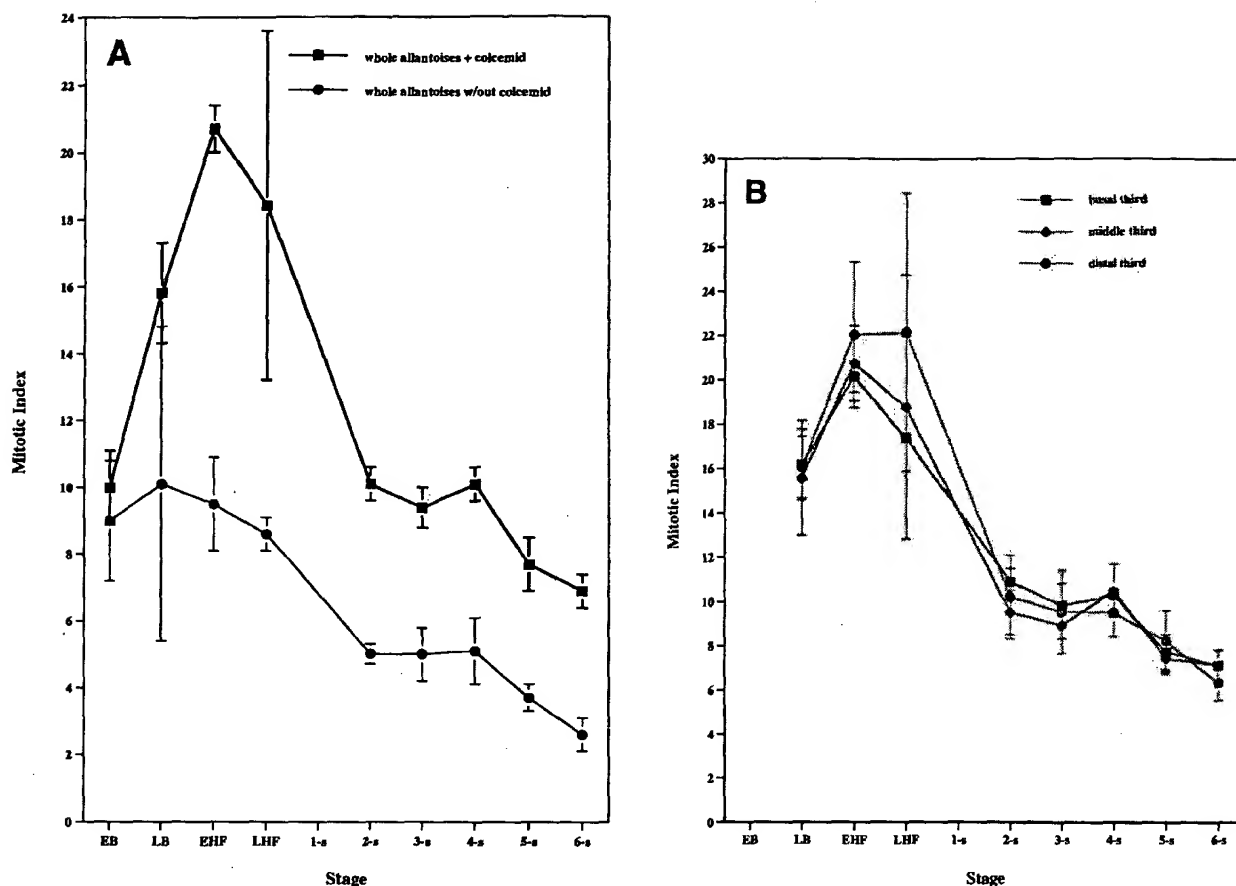 A
whole allantoises + colcemid
whole allantoises w/out colcemid
24
22
20
18
16
14
12
10
8
6
4
2
0
Mitotic Index
EB LB EHF LHF 1-s 2-s 3-s 4-s 5-s 6-s
Stage
B
basal third
middle third
distal third
30
28
26
24
22
20
18
16
14
12
10
8
6
4
2
0
Mitotic Index
EB LB EHF LHF 1-s 2-s 3-s 4-s 5-s 6-s
Stage